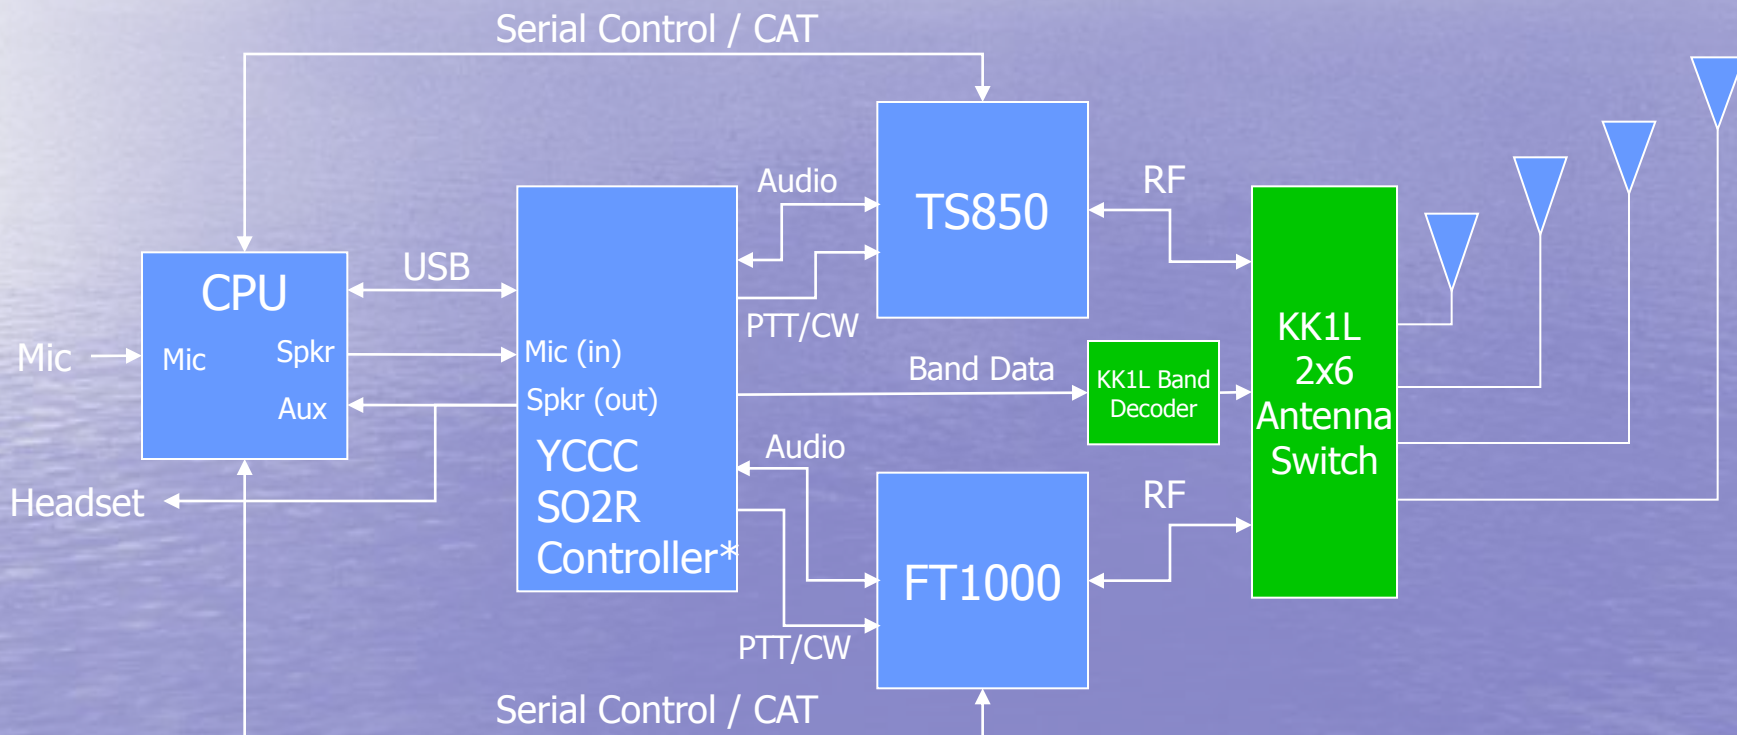 Serial Control / CAT
Audio
RF
TS850
USB
CPU
PTT/CW
Mic
Mic
Spkr
Mic (in)
KK1L
2x6
Antenna
Switch
Band Data
KK1L Band
Decoder
Aux
Spkr (out)
YCCC
SO2R
Controller*
Audio
Headset
RF
FT1000
PTT/CW
Serial Control / CAT